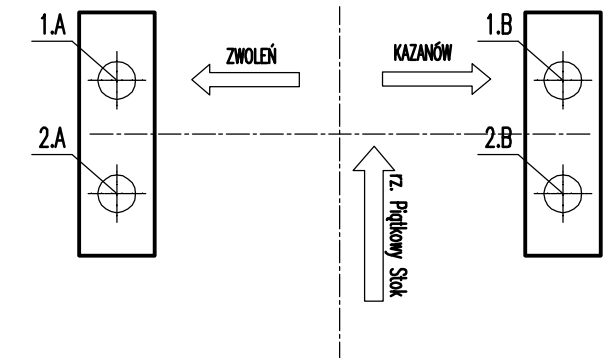 1.A
ZWOLEŃ
KAZANÓW
1.B
2.A
2.B
rz. Piątkowy Stok